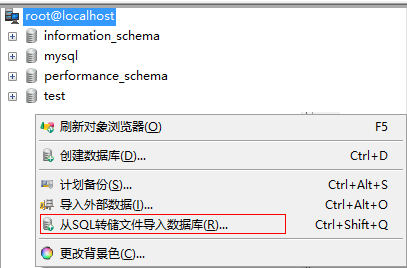 root@localhost
information_schema
mysql
performance_schema
test
刷新对象浏览器(O) F5
创建数据库(D)... Ctrl+D
计划备份(S)... Ctrl+Alt+S
导入外部数据(I)... Ctrl+Alt+O
从SQL转储文件导入数据库(R)... Ctrl+Shift+Q
更改背景色(C)...